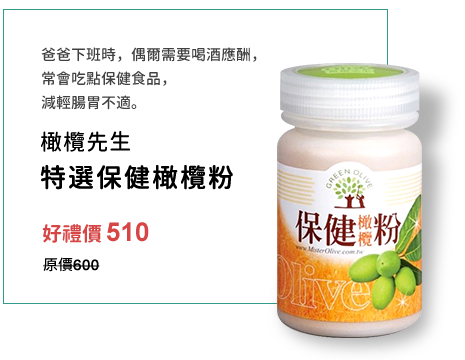 爸爸下班時，偶爾需要喝酒應酬，
常會吃點保健食品，
減輕腸胃不適。
橄欖先生
特選保健橄欖粉
好禮價 510
原價600
GREEN OLIVE
保健橄欖粉
www.MisterOlive.com.tw
Olive